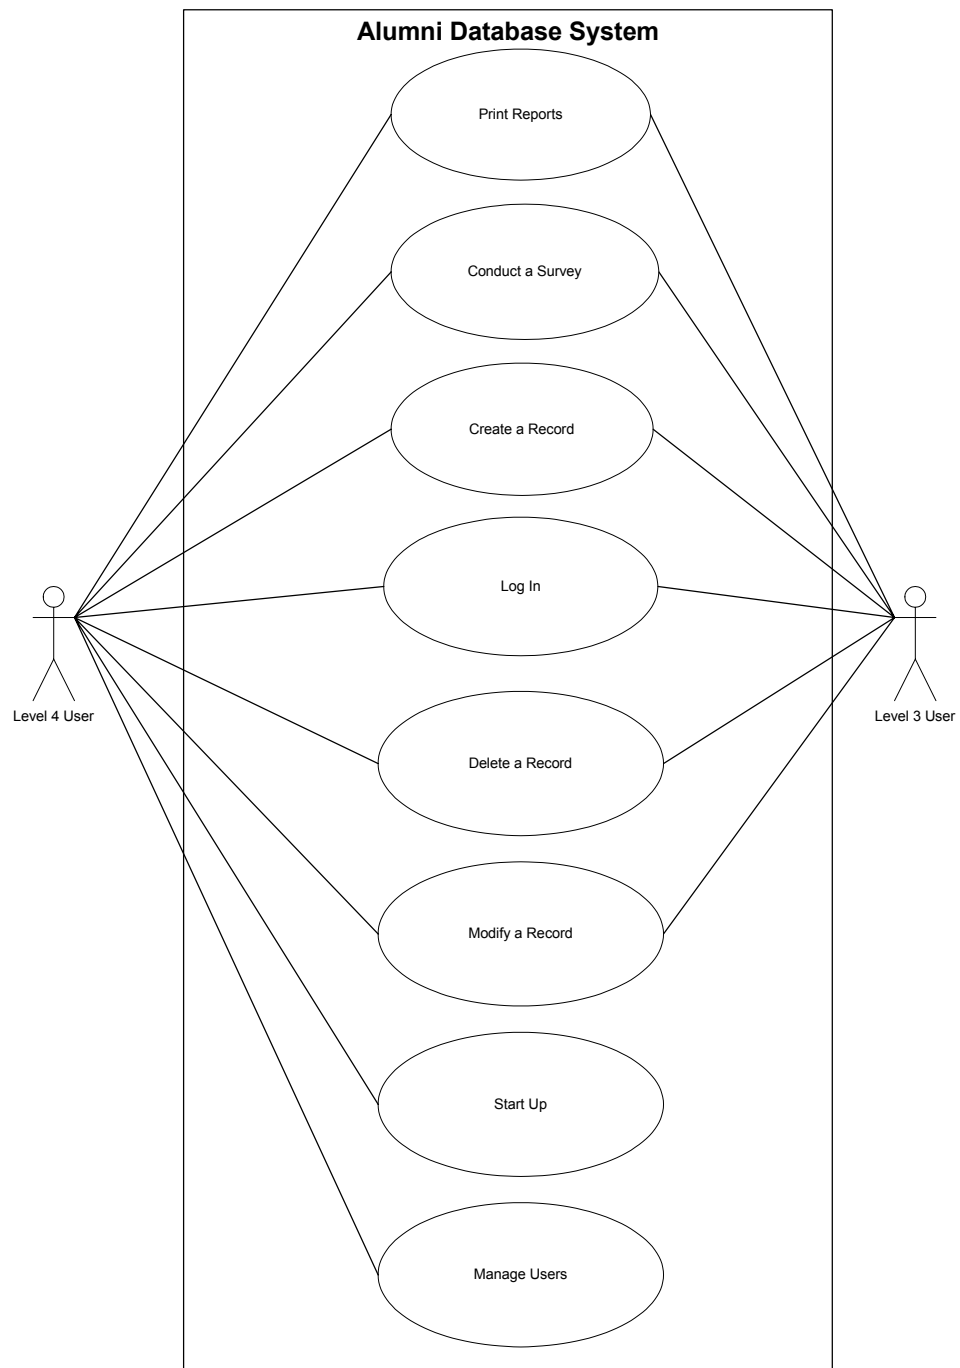 Alumni Database System
Print Reports
Conduct a Survey
Create a Record
Log In
Level 4 User
Level 3 User
Delete a Record
Modify a Record
Start Up
Manage Users